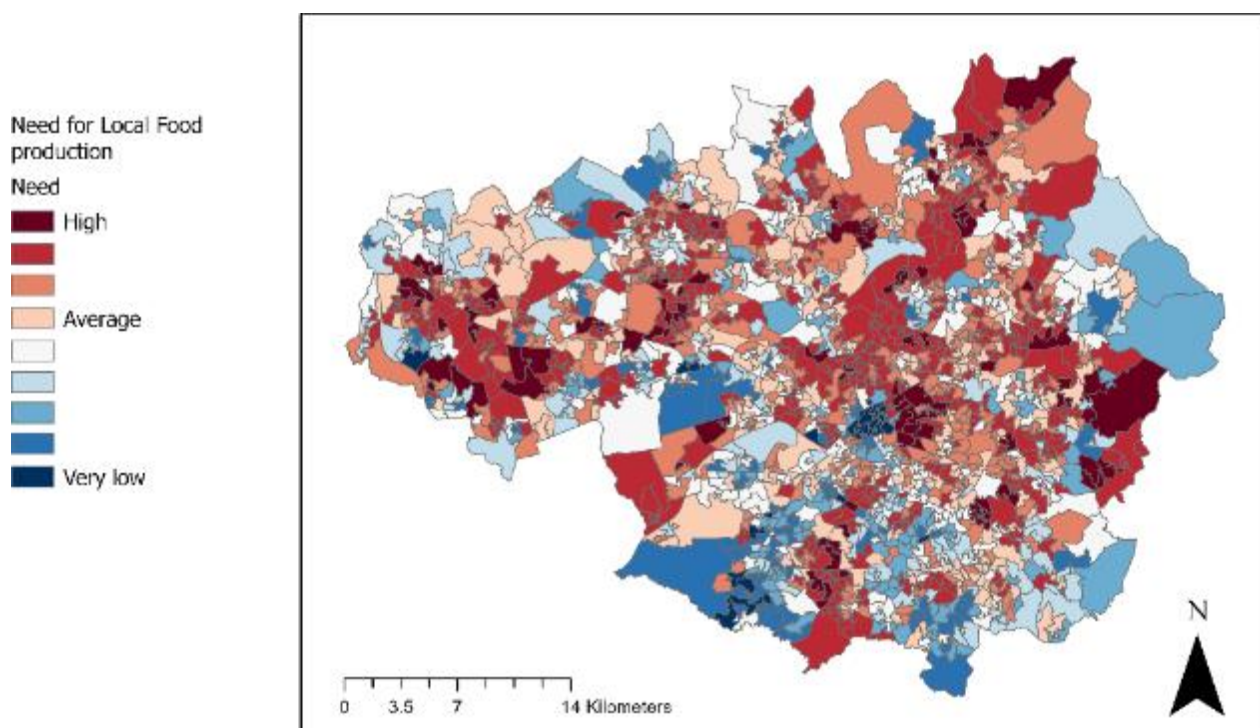 Need for Local Food
production
Need
High
Average
Very low
N
0 3.5 7 14 Kilometers